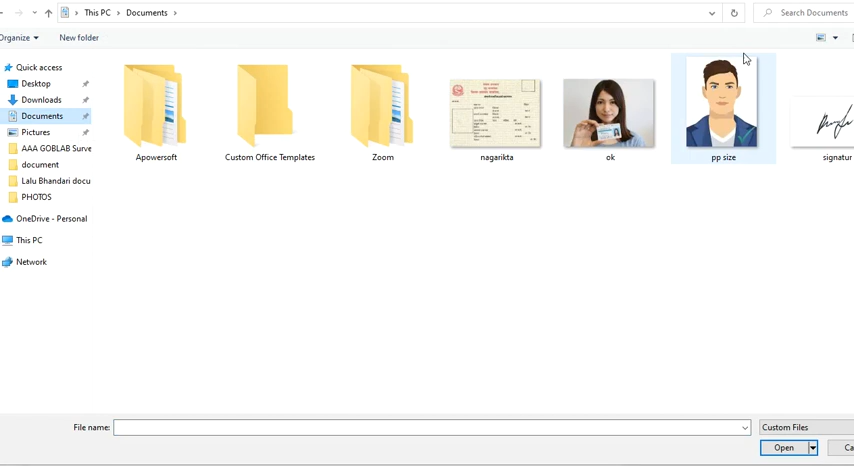 This PC > Documents >
Search Documents
Organize
New folder
Quick access
Desktop
Downloads
Documents
Pictures
AAA GOBLAB Surve
document
Lalu Bhandari docu
PHOTOS
OneDrive - Personal
This PC
Network
Apowersoft
Custom Office Templates
Zoom
nagarikta
ok
pp size
signatur
File name:
Custom Files
Open
Ca